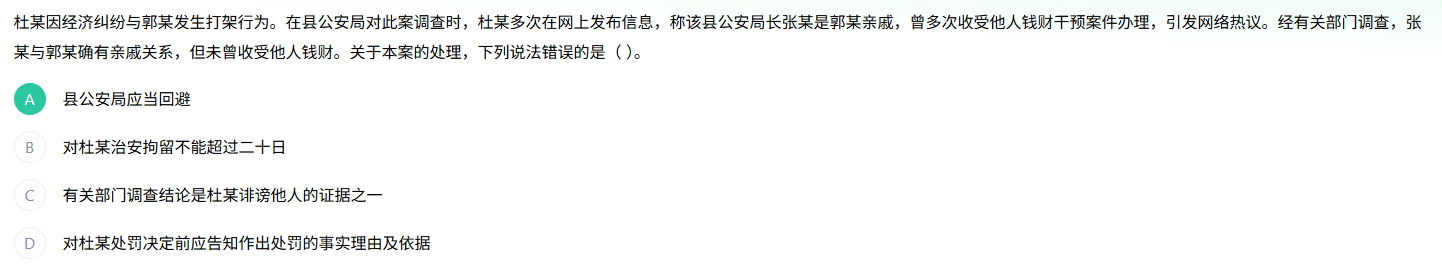 杜某因经济纠纷与郭某发生打架行为。在县公安局对此案调查时，杜某多次在网上发布信息，称该县公安局长张某是郭某亲戚，曾多次收受他人钱财干预案件办理，引发网络热议。经有关部门调查，张
某与郭某确有亲戚关系，但未曾收受他人钱财。关于本案的处理，下列说法错误的是（ ）。
A 县公安局应当回避
B 对杜某治安拘留不能超过二十日
C 有关部门调查结论是杜某诽谤他人的证据之一
D 对杜某处罚决定前应告知作出处罚的事实理由及依据